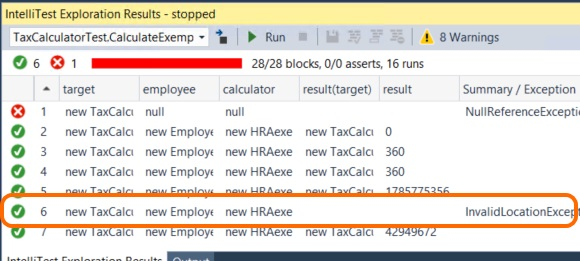 IntelliTest Exploration Results - stopped
TaxCalculatorTest.CalculateExemp Run 8 Warnings
6 1 28/28 blocks, 0/0 asserts, 16 runs
target employee calculator result(target) result Summary / Exception
1 new TaxCalcu null null NullReferenceExceptio
2 new TaxCalcu new Employe new HRAexe new TaxCalcu 0
3 new TaxCalcu new Employe new HRAexe new TaxCalcu 360
4 new TaxCalcu new Employe new HRAexe new TaxCalcu 360
5 new TaxCalcu new Employe new HRAexe new TaxCalcu 1785775356
6 new TaxCalcu new Employe new HRAexe InvalidLocationExcept
7 new TaxCalcu new Employe new HRAexe new TaxCalcu 42949672
IntelliTest Exploration Results Output